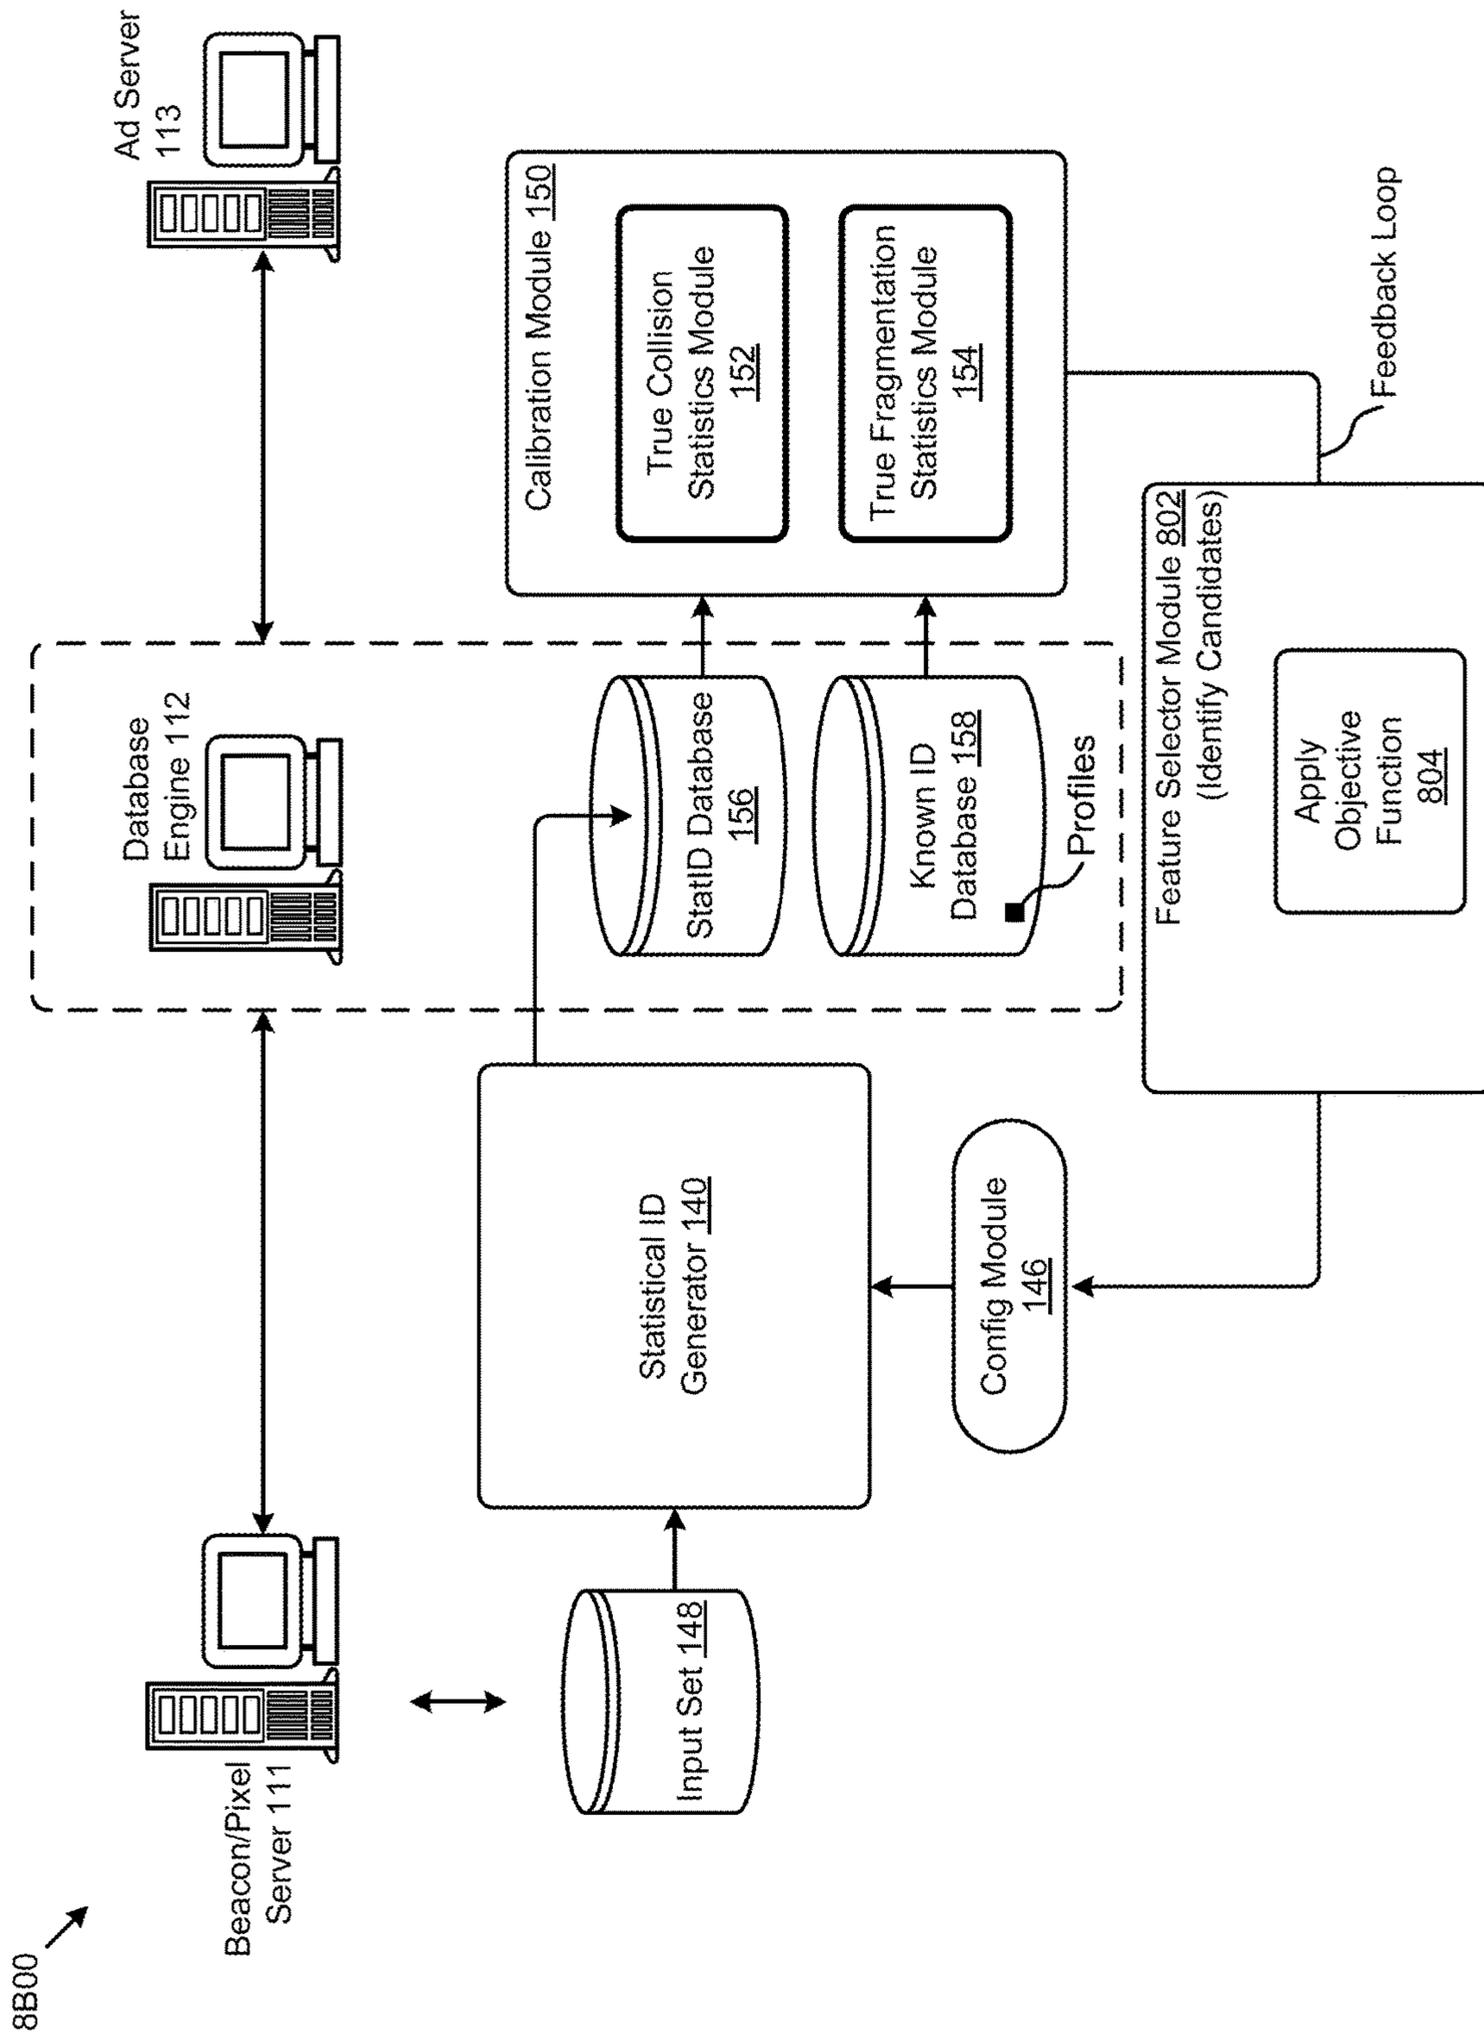 8B00
Beacon/Pixel
Server 111
Database
Engine 112
Ad Server
113
Input Set 148
Statistical ID
Generator 140
Config Module
146
StatID Database
156
Known ID
Database 158
Profiles
Calibration Module 150
True Collision
Statistics Module
152
True Fragmentation
Statistics Module
154
Feature Selector Module 802
(Identify Candidates)
Apply
Objective
Function
804
Feedback Loop